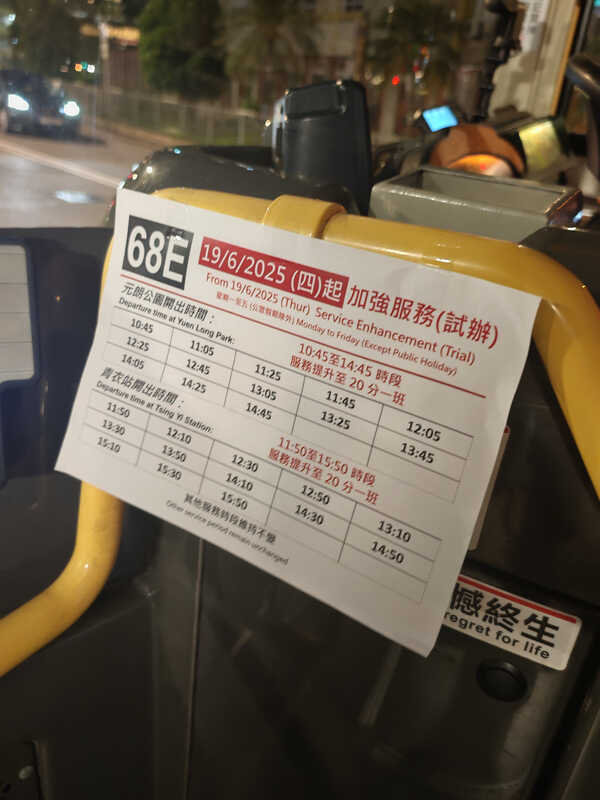 68E
19/6/2025 (四)起 加強服務(試辦)
From 19/6/2025 (Thur) Service Enhancement (Trial)
星期一至五 (公眾假期除外) Monday to Friday (Except Public Holiday)
元朗公園開出時間：
Departure time at Yuen Long Park:
10:45至14:45 時段
服務提升至 20 分一班
10:45 11:05 11:25 11:45 12:05
12:25 12:45 13:05 13:25 13:45
14:05 14:25 14:45
青衣站開出時間：
Departure time at Tsing Yi Station:
11:50至15:50 時段
服務提升至 20 分一班
11:50 12:10 12:30 12:50 13:10
13:30 13:50 14:10 14:30 14:50
15:10 15:30 15:50
其他服務時段維持不變
Other service period remain unchanged
憾終生
regret for life